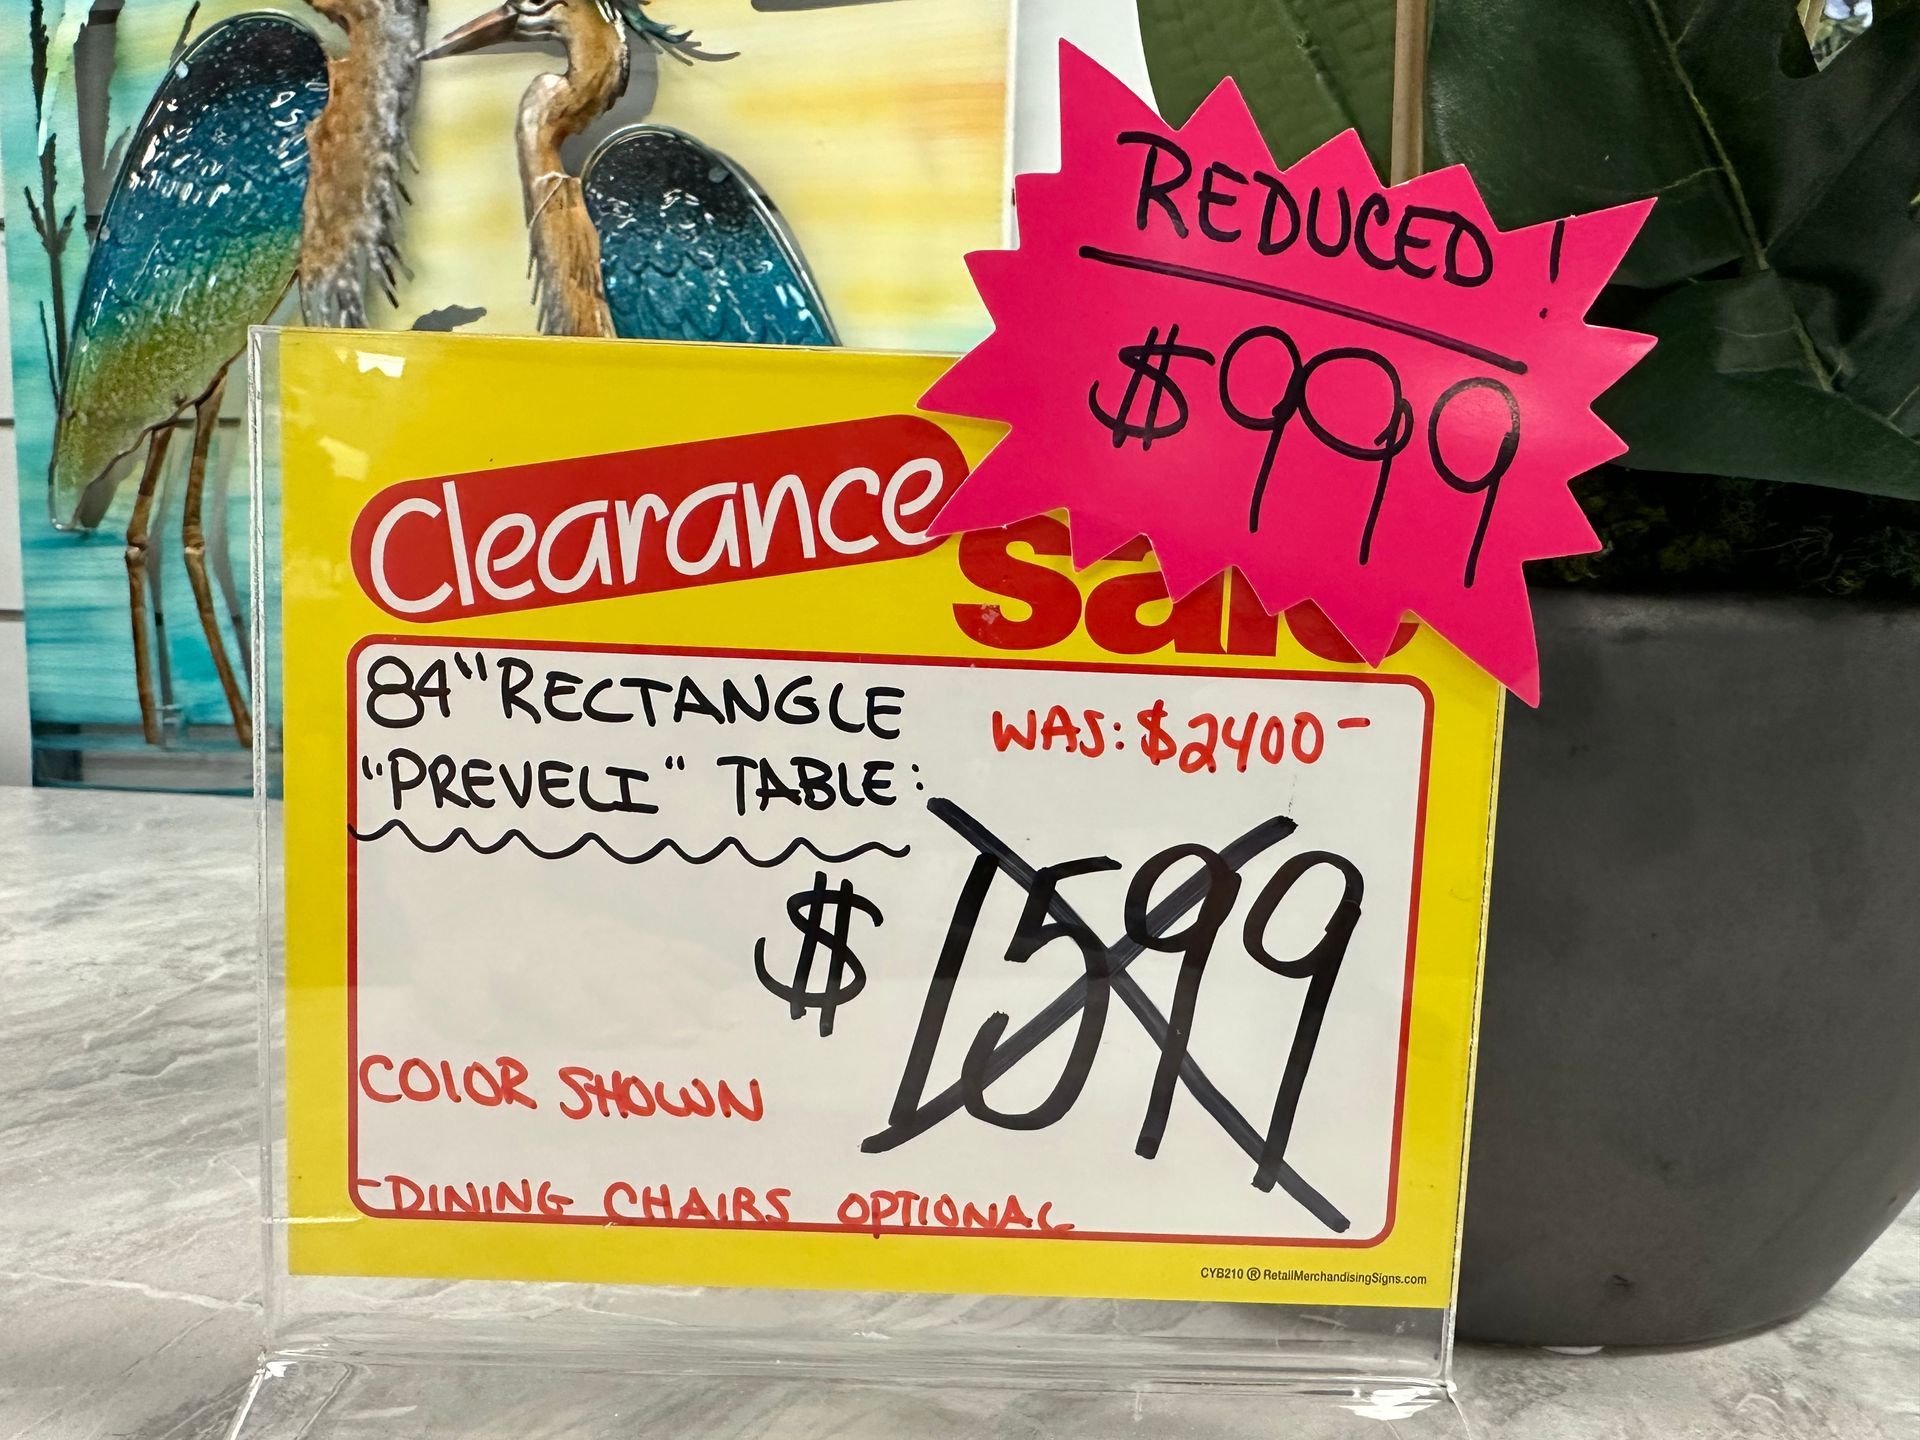 REDUCED!
$999
Clearance
Sale
84" RECTANGLE
"PREVELI" TABLE:
WAS: $2400-
$1599
COLOR SHOWN
-DINING CHAIRS OPTIONAL
CYB210 ® RetailMerchandisingSigns.com